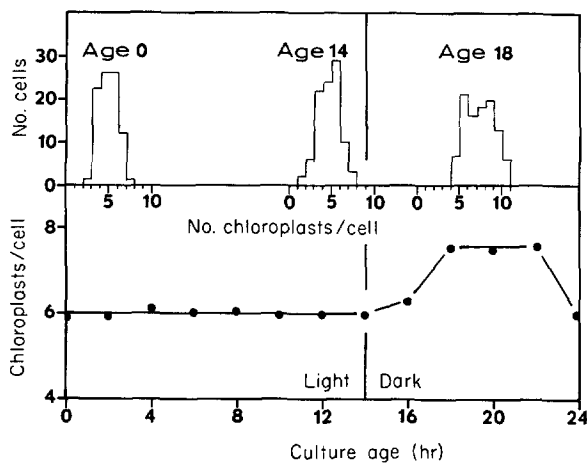 Age 0
Age 14
Age 18
No. cells
30
20
10
0
0 5 10
0 5 10
0 5 10
No. chloroplasts/cell
Chloroplasts/cell
8
6
4
Light
Dark
0 4 8 12 16 20 24
Culture age (hr)